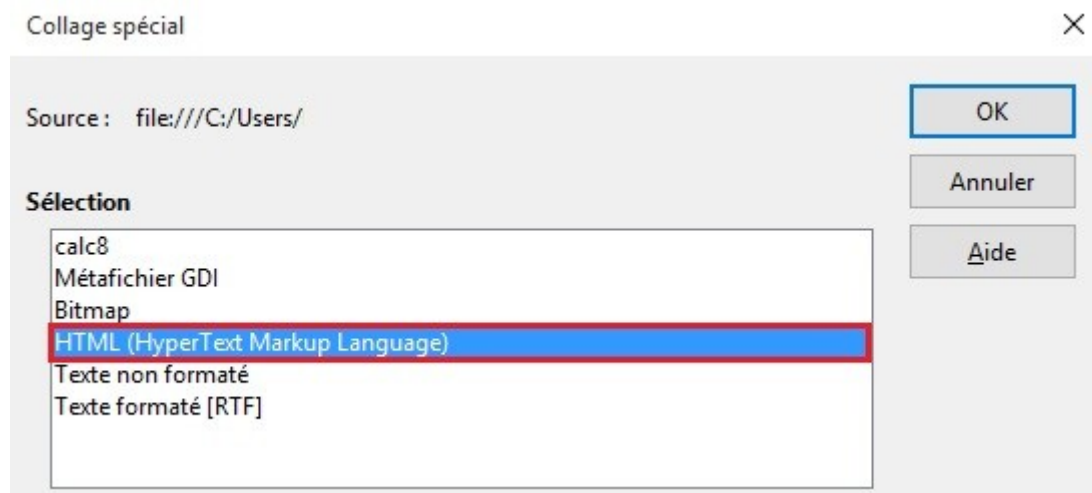 Collage spécial
Source : file:///C:/Users/
OK
Annuler
Sélection
Aide
calc8
Métafichier GDI
Bitmap
HTML (HyperText Markup Language)
Texte non formaté
Texte formaté [RTF]